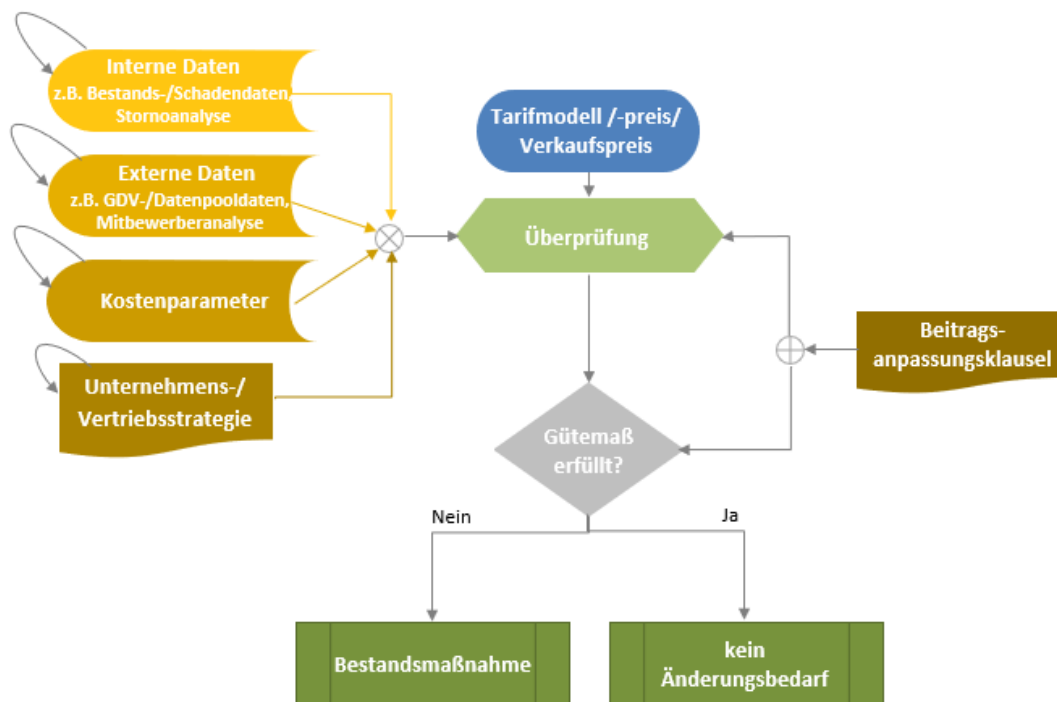 Interne Daten
z.B. Bestands-/Schadendaten,
Stornoanalyse
Tarifmodell /-preis/
Verkaufspreis
Externe Daten
z.B. GDV-/Datenpooldaten,
Mitbewerberanalyse
Überprüfung
Kostenparameter
Beitrags-
anpassungsklausel
Unternehmens-/
Vertriebsstrategie
Gütemaß
erfüllt?
Nein
Ja
Bestandsmaßnahme
kein
Änderungsbedarf